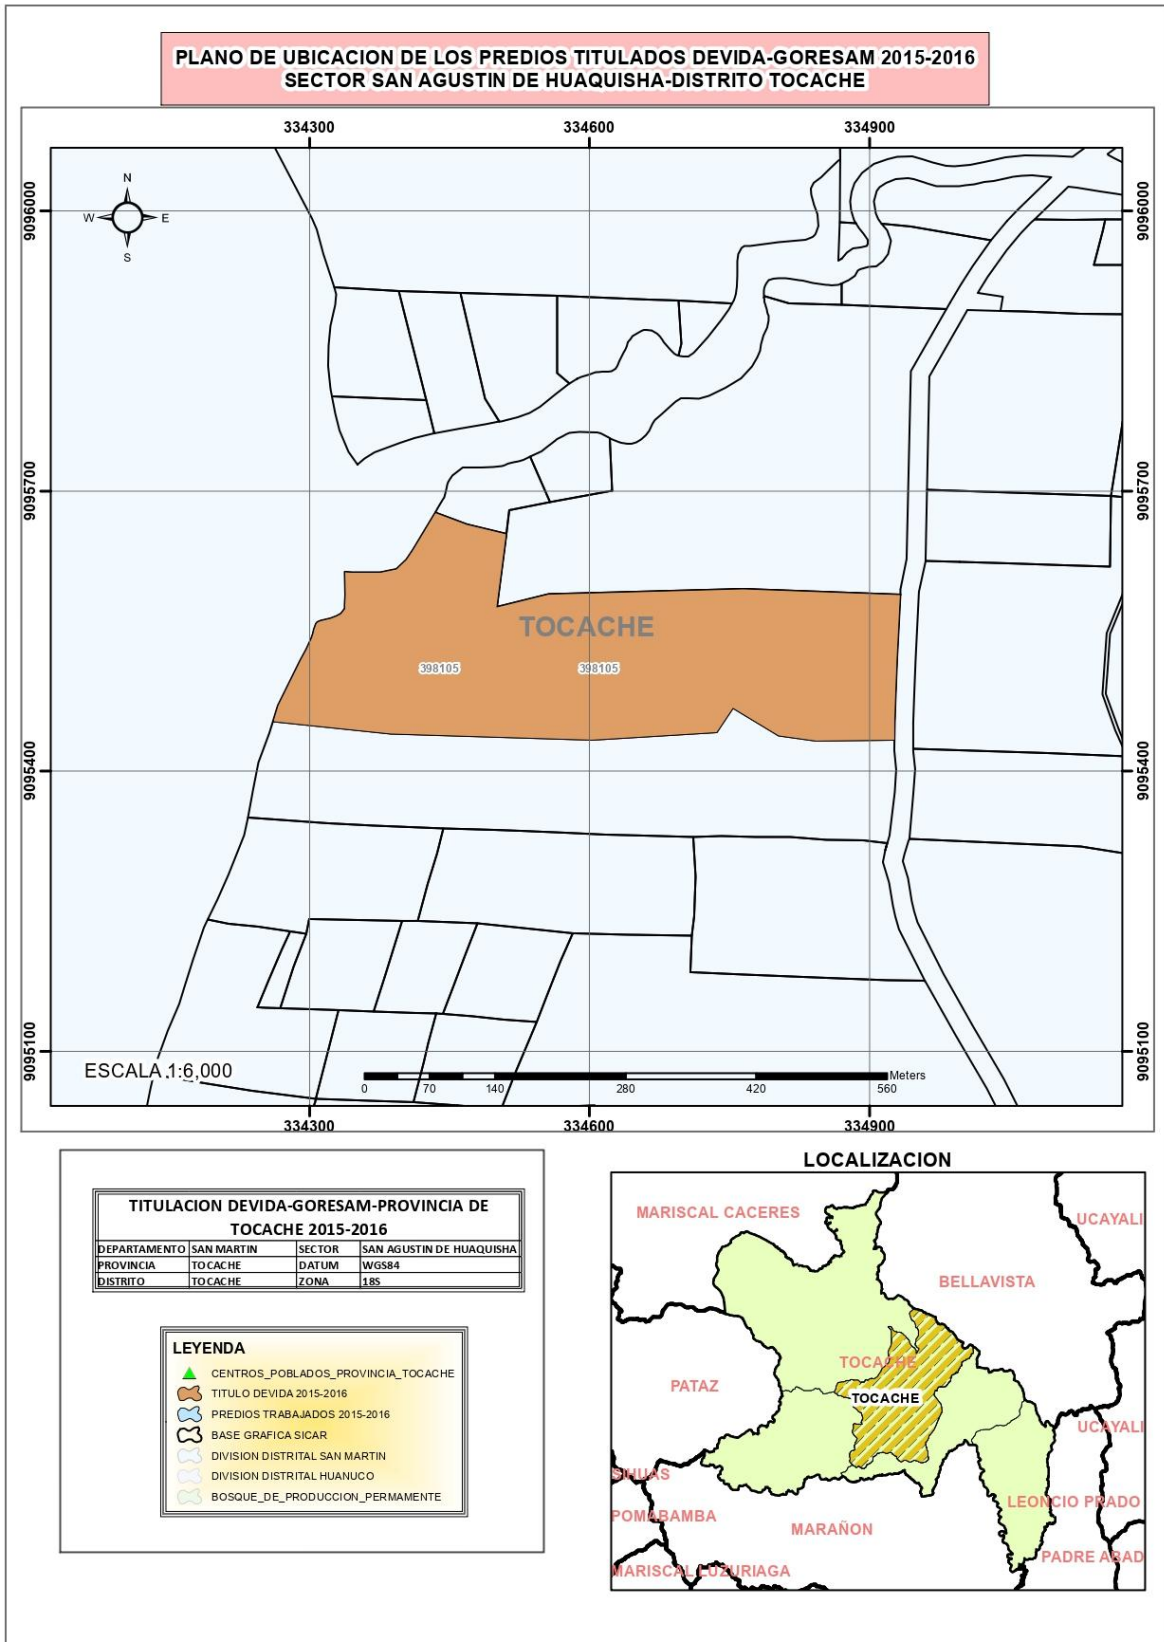 PLANO DE UBICACION DE LOS PREDIOS TITULADOS DEVIDA-GORESAM 2015-2016
SECTOR SAN AGUSTIN DE HUAQUISHA-DISTRITO TOCACHE
334300 334600 334900
N
W E
S
9096000 9096000
9095700 9095700
TOCACHE
398105 398105
9095400 9095400
9095100 9095100
ESCALA 1:6,000
0 70 140 280 420 560 Meters
334300 334600 334900
TITULACION DEVIDA-GORESAM-PROVINCIA DE
TOCACHE 2015-2016
DEPARTAMENTO SAN MARTIN SECTOR SAN AGUSTIN DE HUAQUISHA
PROVINCIA TOCACHE DATUM WGS84
DISTRITO TOCACHE ZONA 18S
LEYENDA
CENTROS_POBLADOS_PROVINCIA_TOCACHE
TITULO DEVIDA 2015-2016
PREDIOS TRABAJADOS 2015-2016
BASE GRAFICA SICAR
DIVISION DISTRITAL SAN MARTIN
DIVISION DISTRITAL HUANUCO
BOSQUE_DE_PRODUCCION_PERMAMENTE
LOCALIZACION
MARISCAL CACERES
UCAYALI
BELLAVISTA
TOCACHE
PATAZ
TOCACHE
UCAYALI
SIHUAS
LEONCIO PRADO
POMABAMBA
MARAÑON
PADRE ABAD
MARISCAL LUZURIAGA